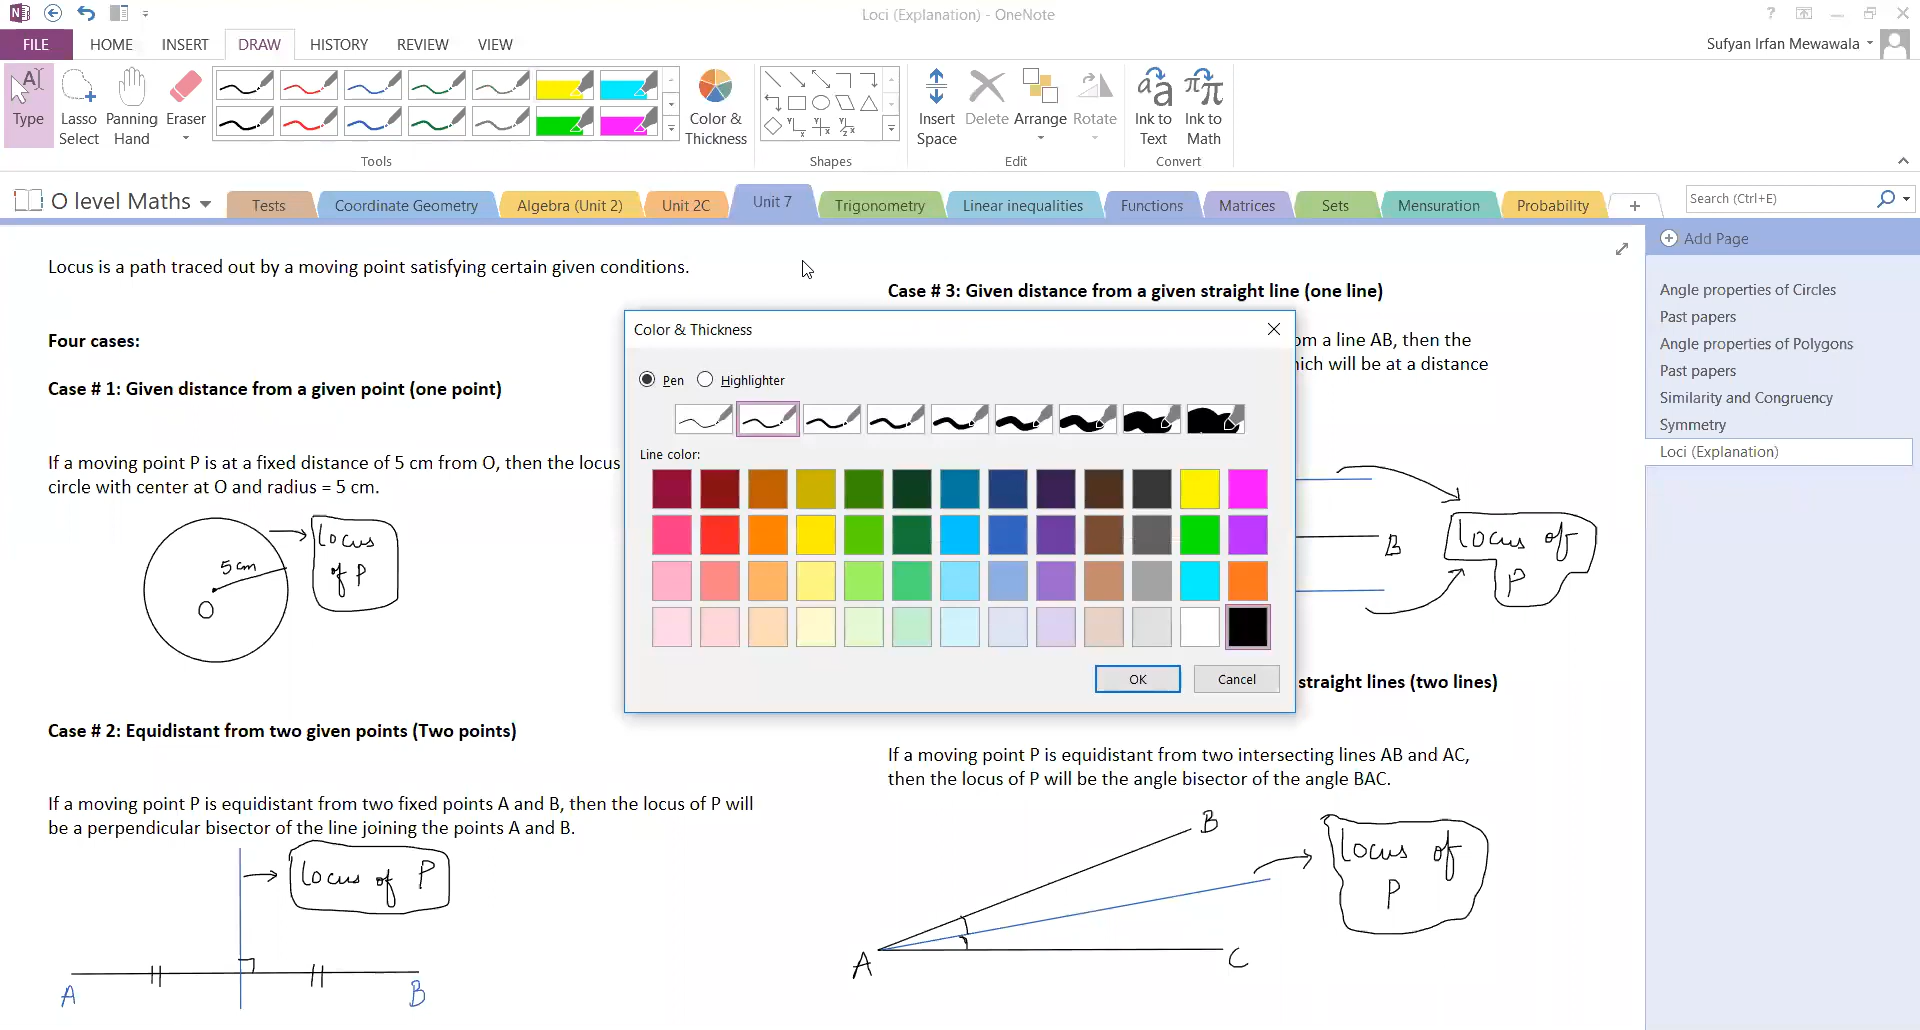 Loci (Explanation) - OneNote
?
FILE HOME INSERT DRAW HISTORY REVIEW VIEW
Sufyan Irfan Mewawala
Type
Lasso Select
Panning Hand
Eraser
Color & Thickness
Insert Space
Delete
Arrange
Rotate
Ink to Text
Ink to Math
Tools
Shapes
Edit
Convert
O level Maths
Tests Coordinate Geometry Algebra (Unit 2) Unit 2C Unit 7 Trigonometry Linear inequalities Functions Matrices Sets Mensuration Probability +
Search (Ctrl+E)
Add Page
Angle properties of Circles
Past papers
Angle properties of Polygons
Past papers
Similarity and Congruency
Symmetry
Loci (Explanation)
Locus is a path traced out by a moving point satisfying certain given conditions.
Four cases:
Case # 1: Given distance from a given point (one point)
If a moving point P is at a fixed distance of 5 cm from O, then the locus
circle with center at O and radius = 5 cm.
5 cm
O
Locus
of P
Case # 2: Equidistant from two given points (Two points)
If a moving point P is equidistant from two fixed points A and B, then the locus of P will
be a perpendicular bisector of the line joining the points A and B.
Locus of P
A B
Case # 3: Given distance from a given straight line (one line)
om a line AB, then the
ich will be at a distance
B
locus of
P
straight lines (two lines)
If a moving point P is equidistant from two intersecting lines AB and AC,
then the locus of P will be the angle bisector of the angle BAC.
B
A
C
locus of
P
Color & Thickness
Pen Highlighter
Line color:
OK Cancel